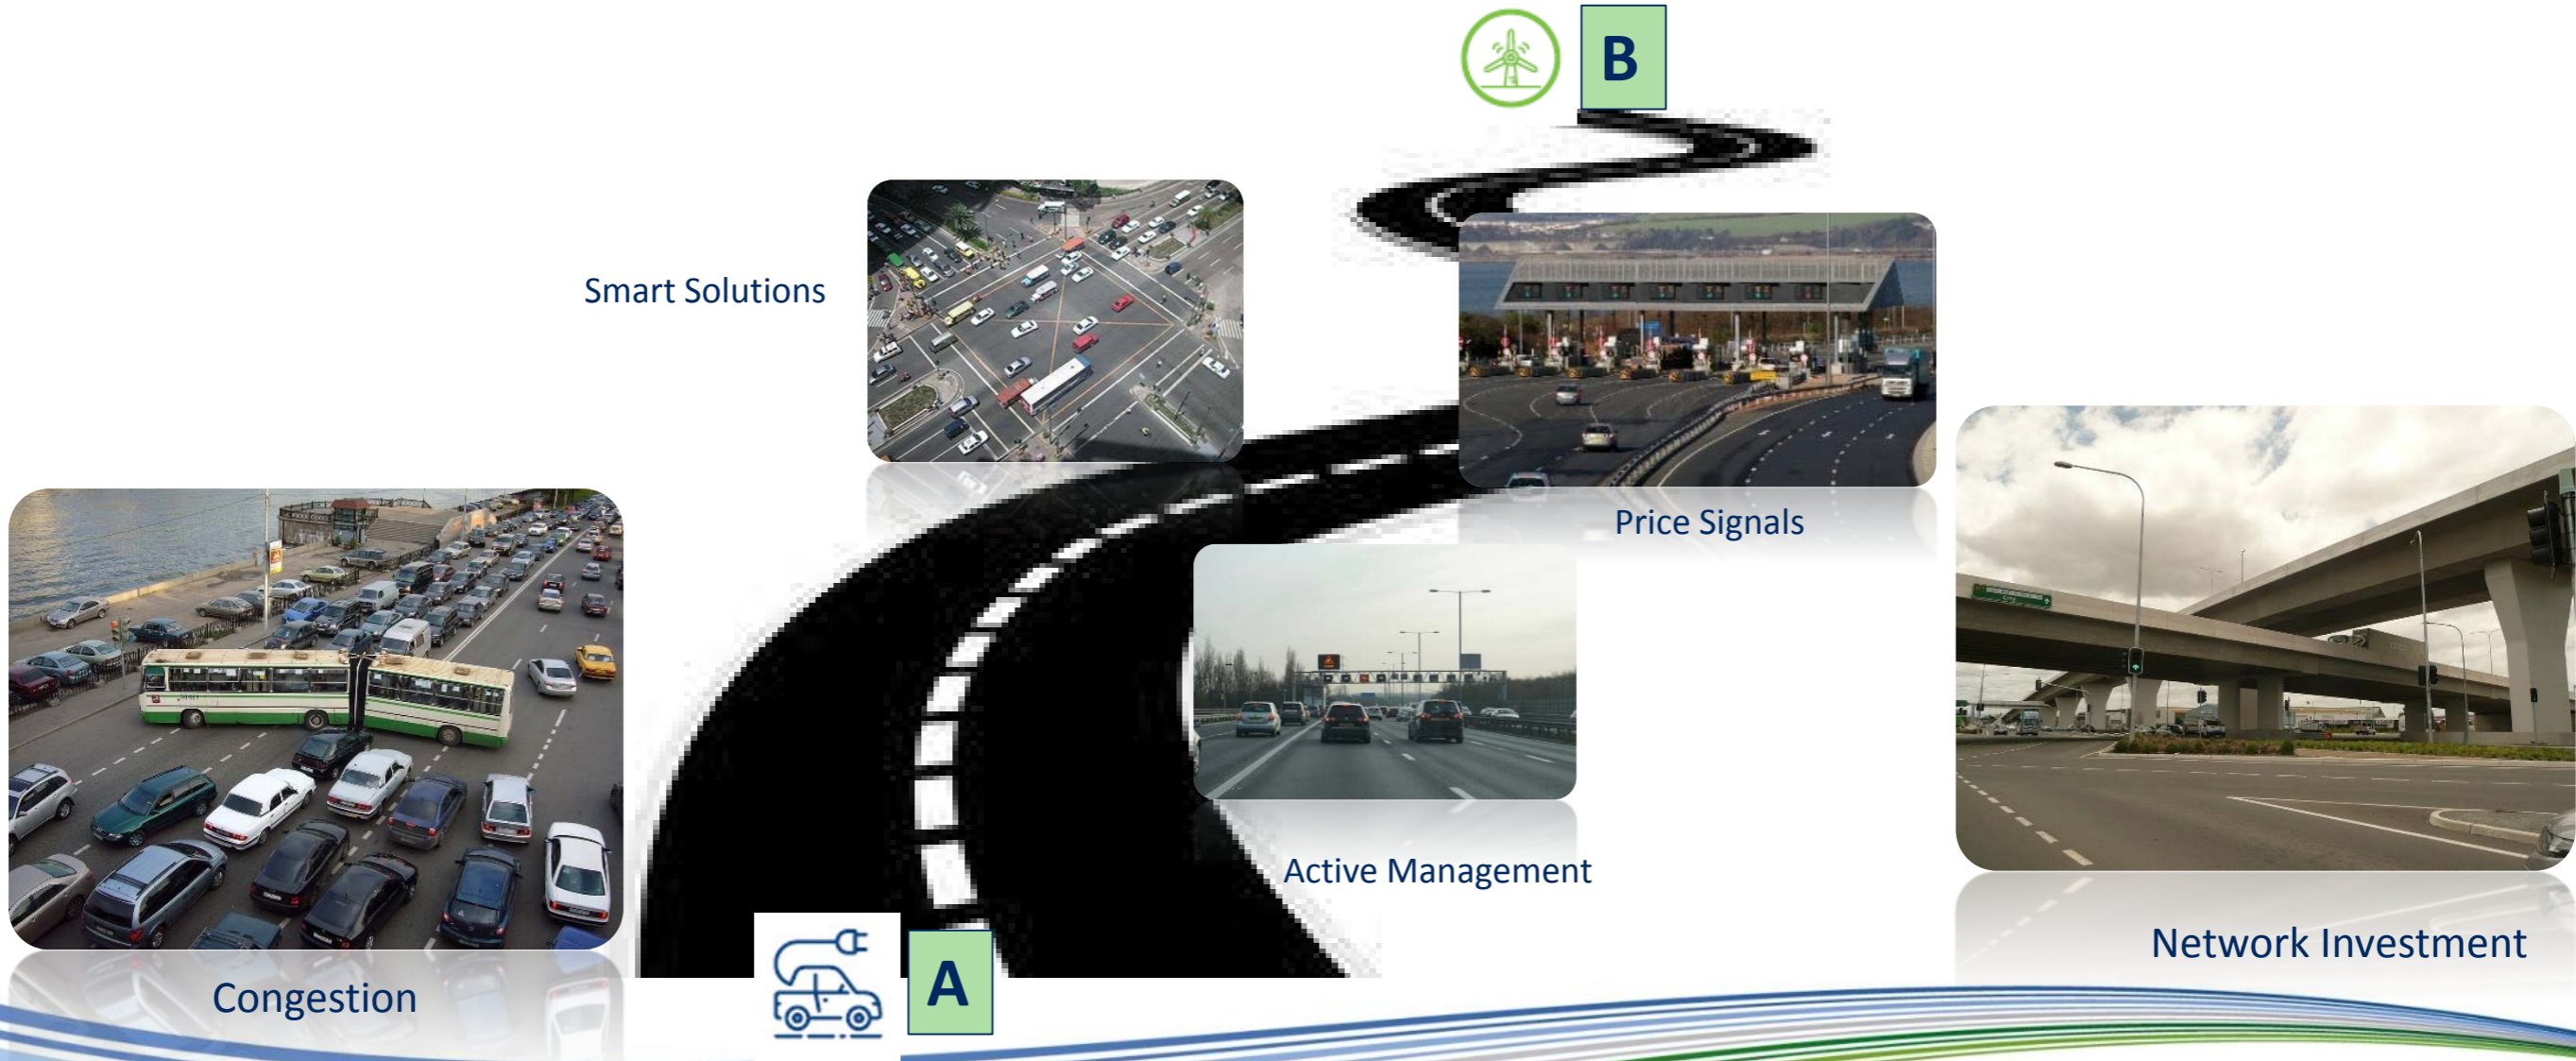 B
Smart Solutions
Price Signals
Active Management
Network Investment
A
Congestion